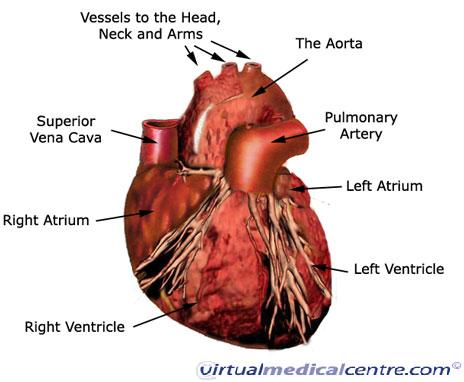 Vessels to the Head,
Neck and Arms
The Aorta
Superior
Vena Cava
Pulmonary
Artery
Left Atrium
Right Atrium
Left Ventricle
Right Ventricle
virtualmedicalcentre.com ©